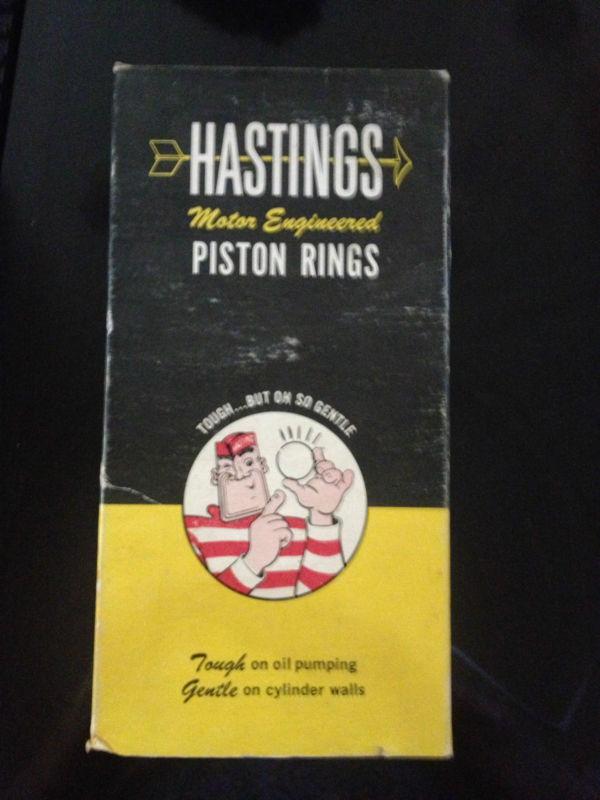 HASTINGS
Motor Engineered
PISTON RINGS
TOUGH...BUT OH SO GENTLE
Tough on oil pumping
Gentle on cylinder walls